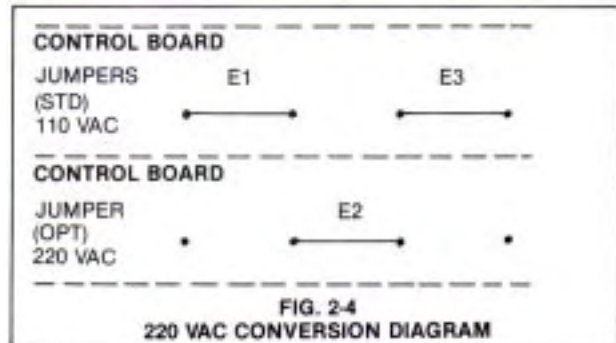 CONTROL BOARD
JUMPERS E1 E3
(STD)
110 VAC
CONTROL BOARD
JUMPER E2
(OPT)
220 VAC
FIG. 2-4
220 VAC CONVERSION DIAGRAM